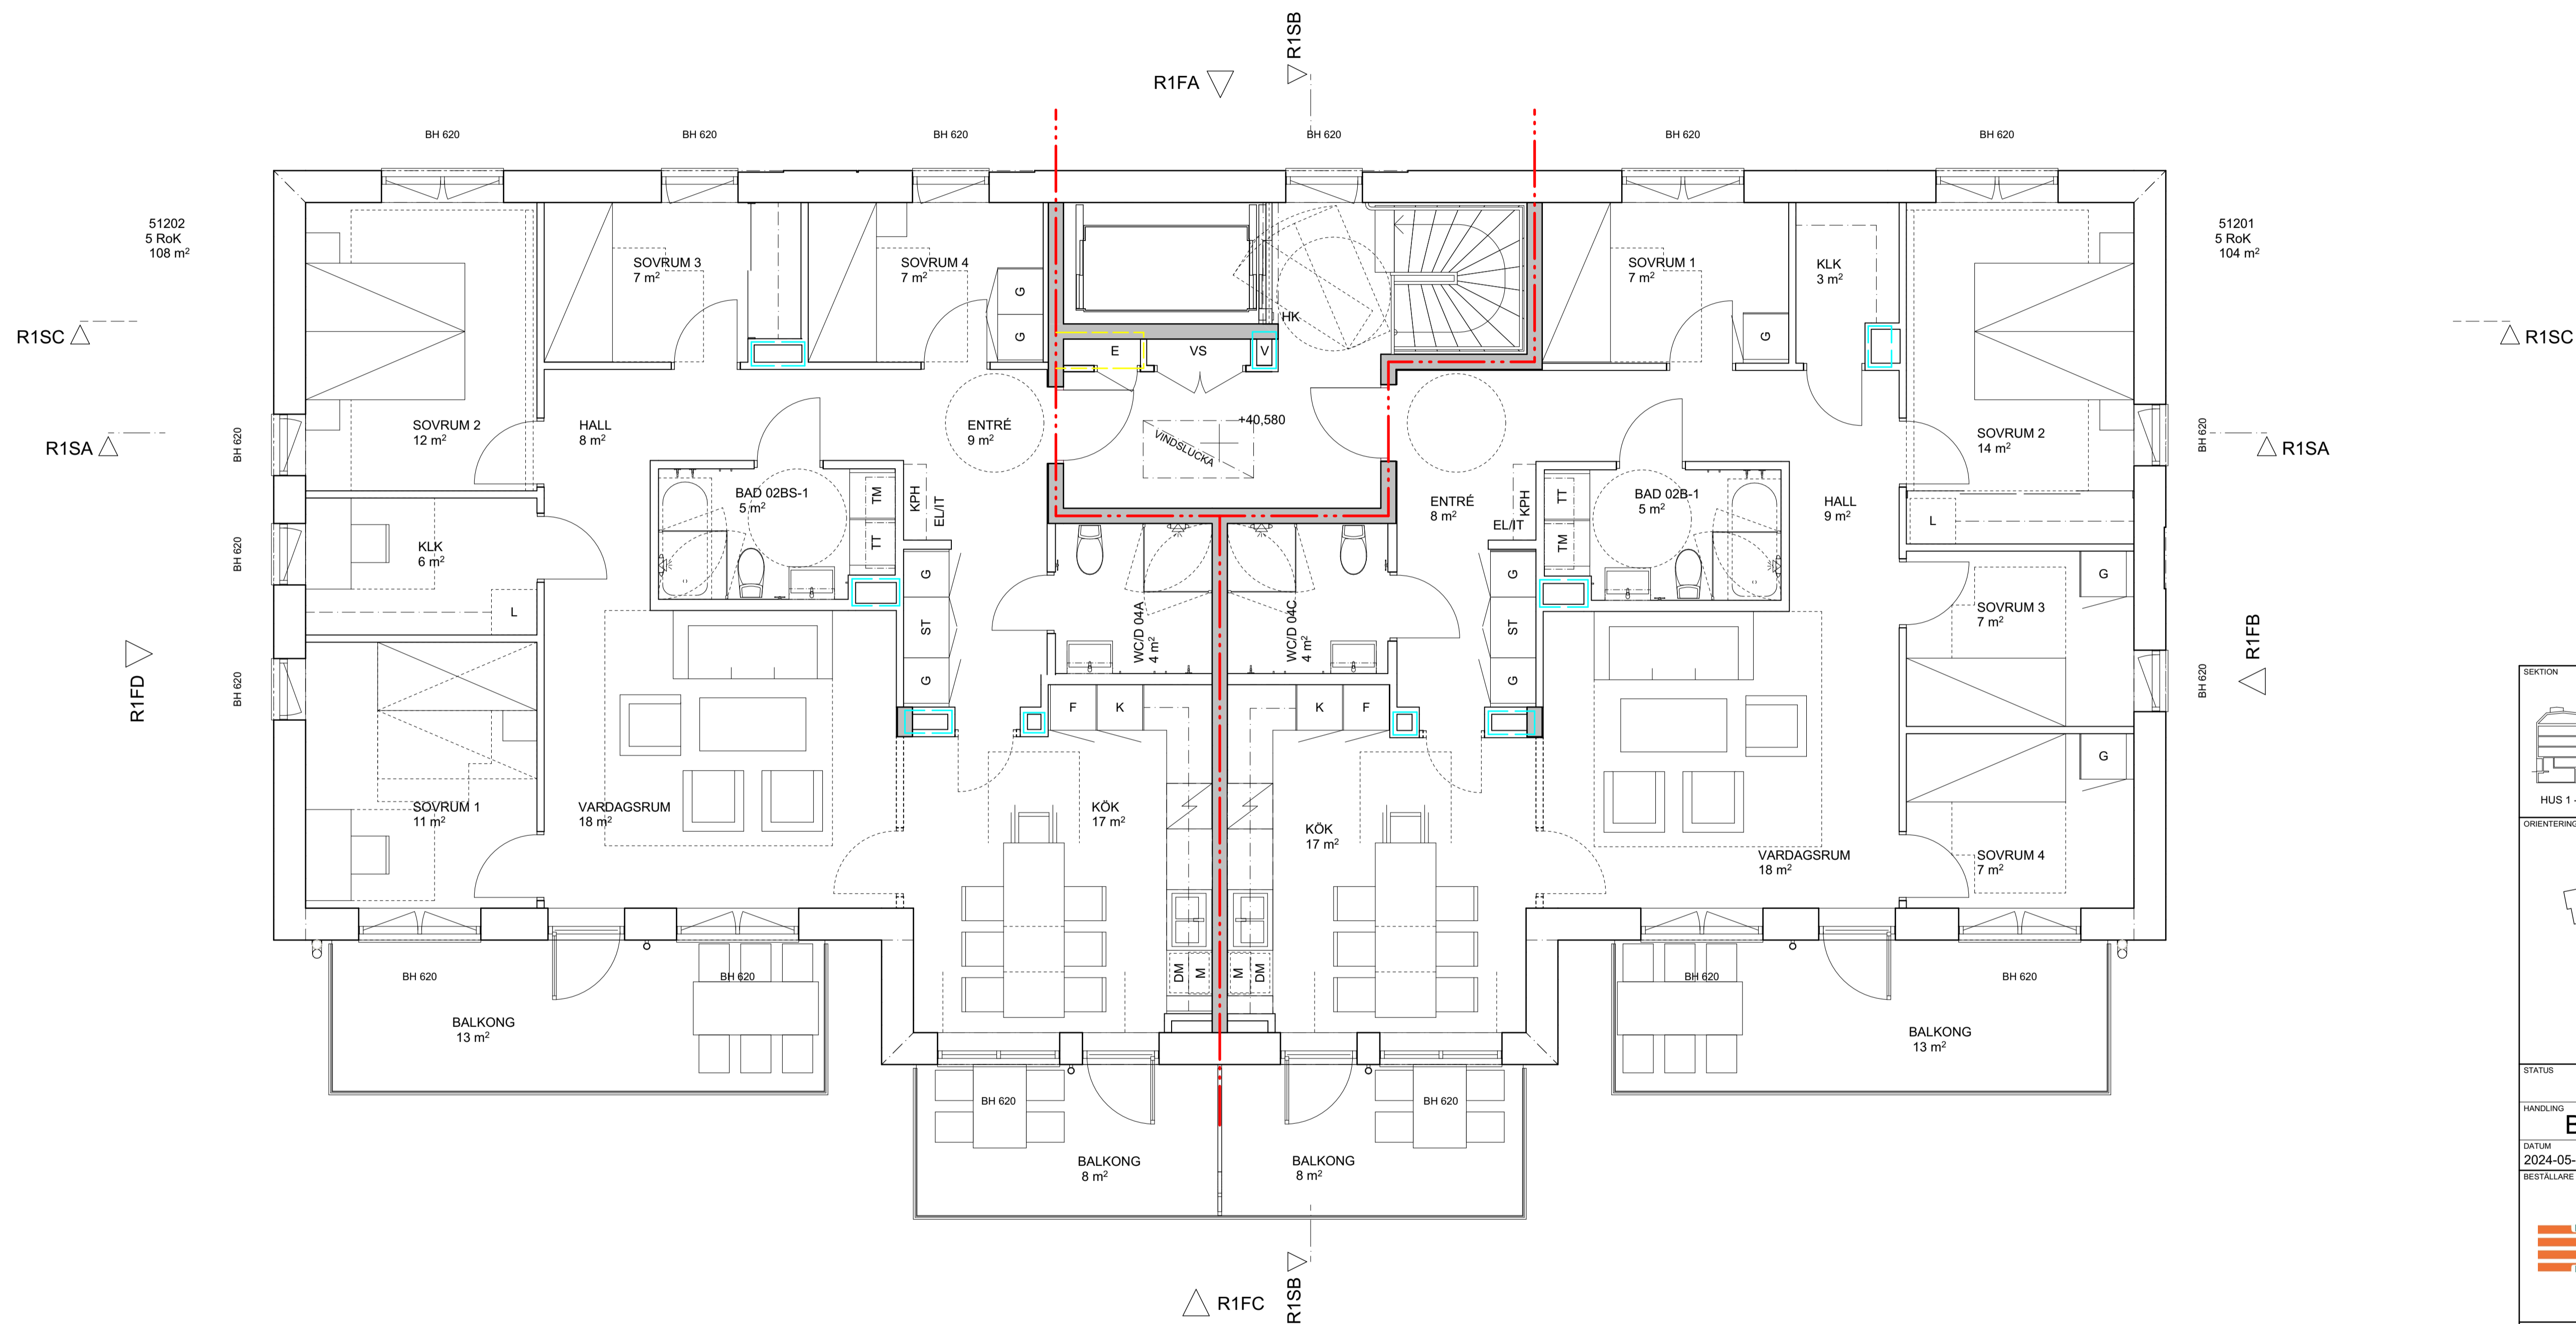 R1SB
R1FA
BH 620
BH 620
BH 620
BH 620
BH 620
BH 620
51202
5 RoK
108 m²
51201
5 RoK
104 m²
SOVRUM 3
7 m²
SOVRUM 4
7 m²
G
G
SOVRUM 1
7 m²
KLK
3 m²
G
HK
R1SC
R1SC
E
VS
V
SOVRUM 2
12 m²
HALL
8 m²
ENTRÉ
9 m²
+40,580
VINDSLUCKA
SOVRUM 2
14 m²
R1SA
BH 620
BH 620
R1SA
BAD 02BS-1
5 m²
TM
TT
KPH
EL/IT
ENTRÉ
8 m²
KPH
EL/IT
TT
TM
BAD 02B-1
5 m²
HALL
9 m²
L
KLK
6 m²
BH 620
L
G
ST
G
WC/D 04A
4 m²
WC/D 04C
4 m²
G
ST
G
G
SOVRUM 3
7 m²
R1FD
BH 620
BH 620
R1FB
F
K
K
F
SOVRUM 1
11 m²
VARDAGSRUM
18 m²
KÖK
17 m²
KÖK
17 m²
VARDAGSRUM
18 m²
G
SOVRUM 4
7 m²
DM
M
M
DM
BH 620
BH 620
BH 620
BH 620
BALKONG
13 m²
BALKONG
13 m²
BH 620
BH 620
BALKONG
8 m²
BALKONG
8 m²
R1SB
R1FC
SEKTION
HUS 1 -
ORIENTERING
STATUS
HANDLING
DATUM
2024-05-
BESTÄLLARE